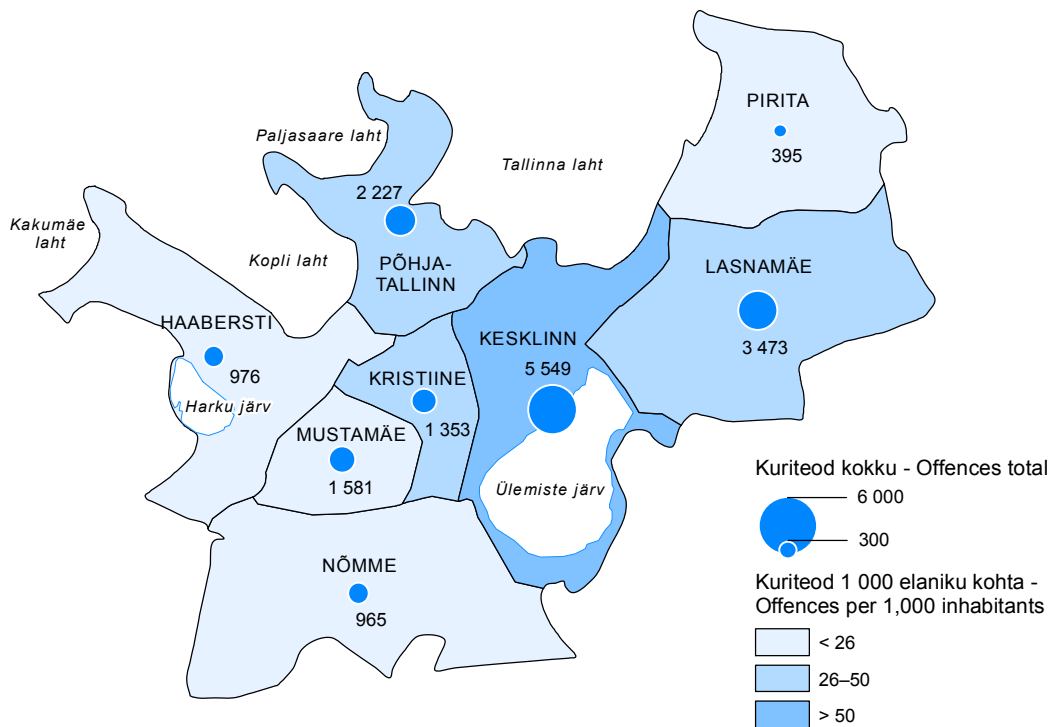 PIRITA
395
Paljasaare laht
Tallinna laht
2 227
Kakumäe
laht
Kopli laht
PÕHJA-
TALLINN
LASNAMÄE
3 473
HAABERSTI
976
Harku järv
KESKLINN
5 549
KRISTIINE
1 353
MUSTAMÄE
1 581
Ülemiste järv
NÕMME
965
Kuriteod kokku - Offences total
6 000
300
Kuriteod 1 000 elaniku kohta -
Offences per 1,000 inhabitants
< 26
26–50
> 50